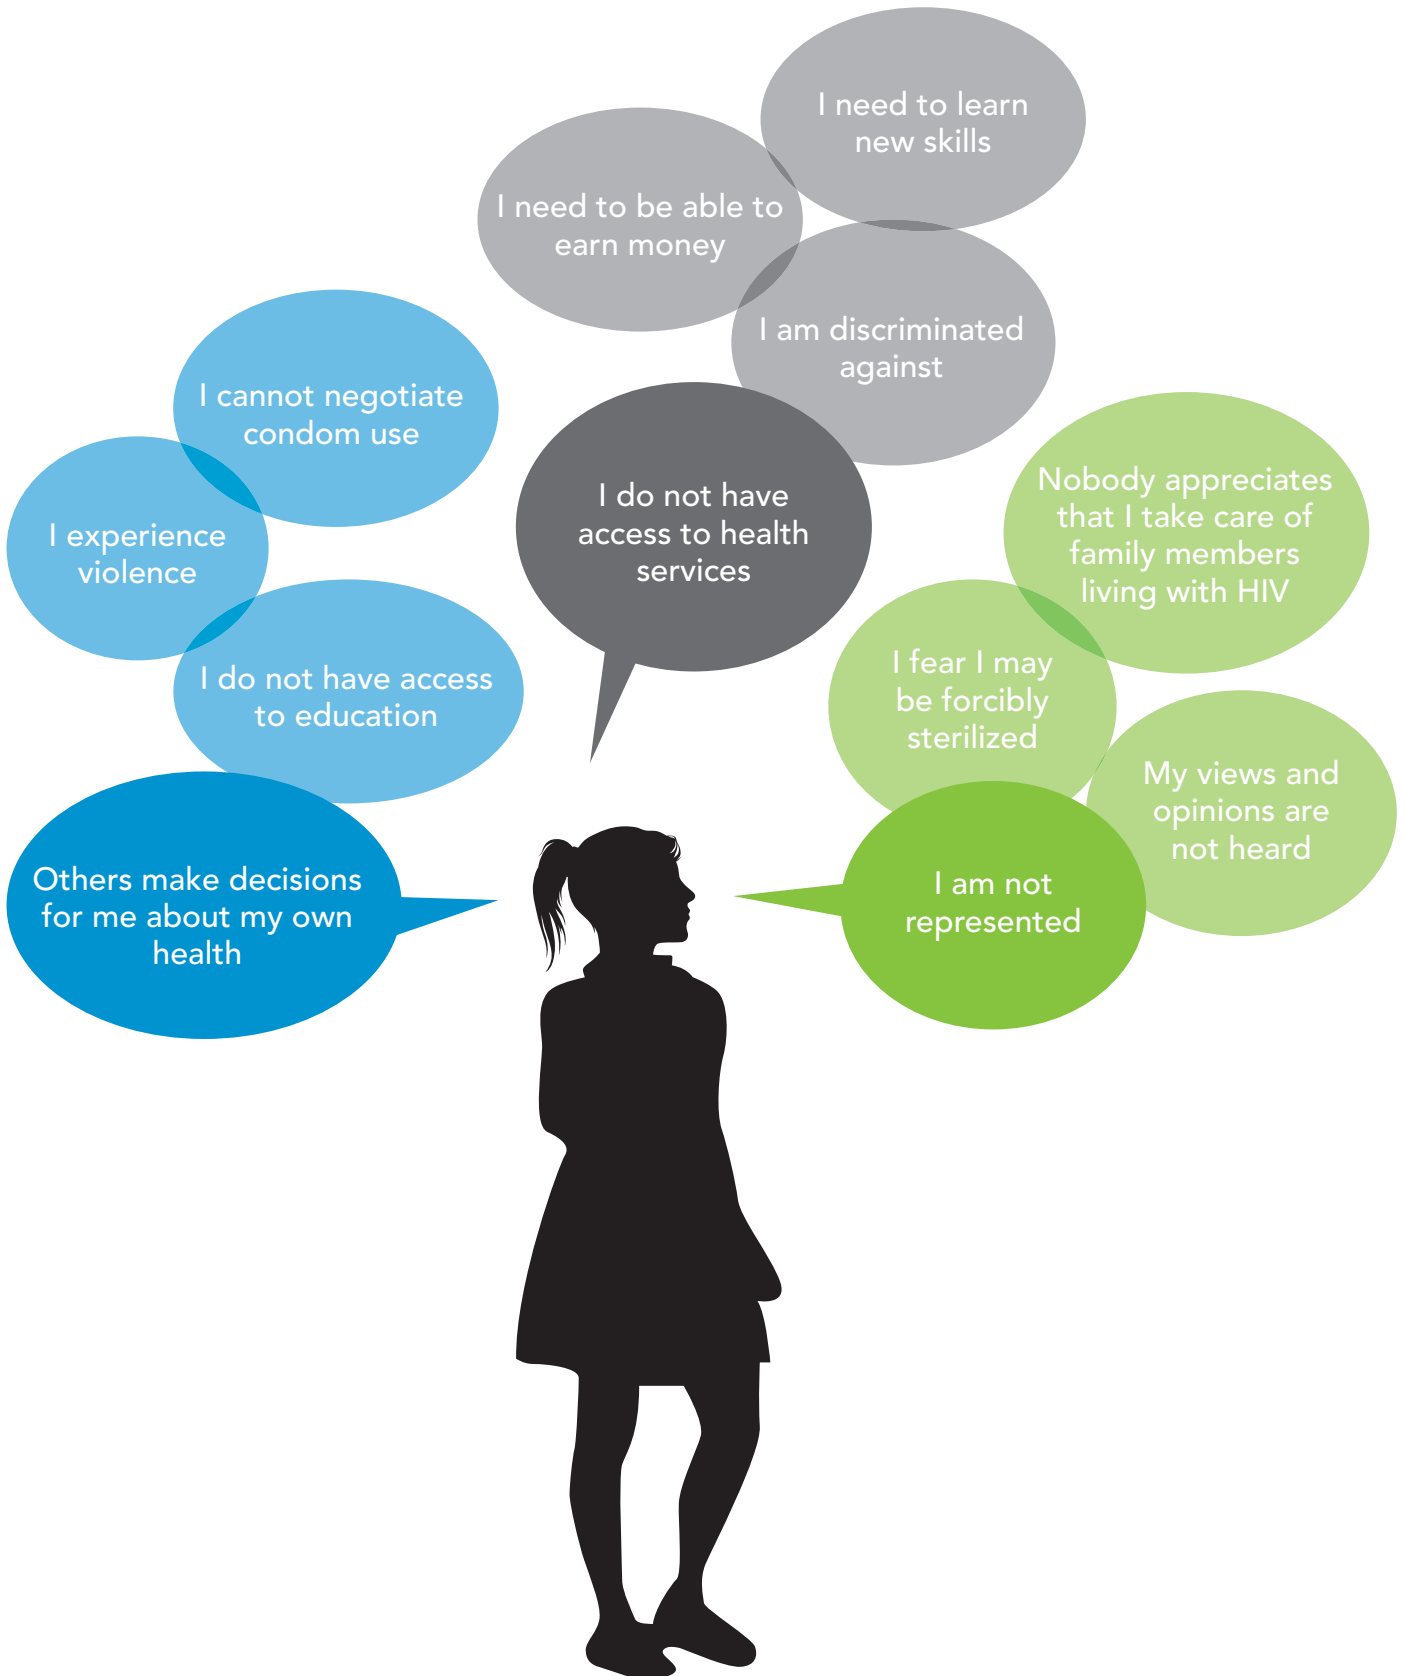 I need to learn
new skills
I need to be able to
earn money
I am discriminated
against
I cannot negotiate
condom use
I experience
violence
I do not have access
to education
Others make decisions
for me about my own
health
I do not have
access to health
services
Nobody appreciates
that I take care of
family members
living with HIV
I fear I may
be forcibly
sterilized
My views and
opinions are
not heard
I am not
represented